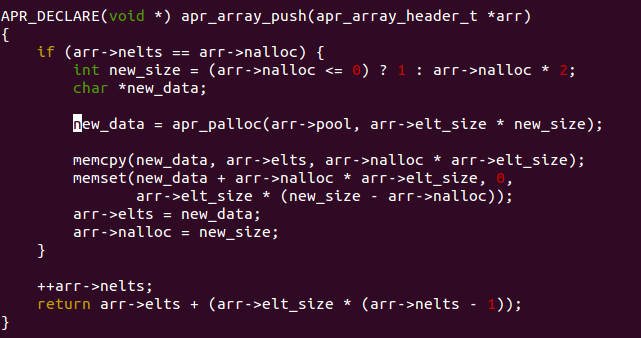 APR_DECLARE(void *) apr_array_push(apr_array_header_t *arr)
{
    if (arr->nelts == arr->nalloc) {
        int new_size = (arr->nalloc <= 0) ? 1 : arr->nalloc * 2;
        char *new_data;

        new_data = apr_palloc(arr->pool, arr->elt_size * new_size);

        memcpy(new_data, arr->elts, arr->nalloc * arr->elt_size);
        memset(new_data + arr->nalloc * arr->elt_size, 0,
               arr->elt_size * (new_size - arr->nalloc));
        arr->elts = new_data;
        arr->nalloc = new_size;
    }

    ++arr->nelts;
    return arr->elts + (arr->elt_size * (arr->nelts - 1));
}